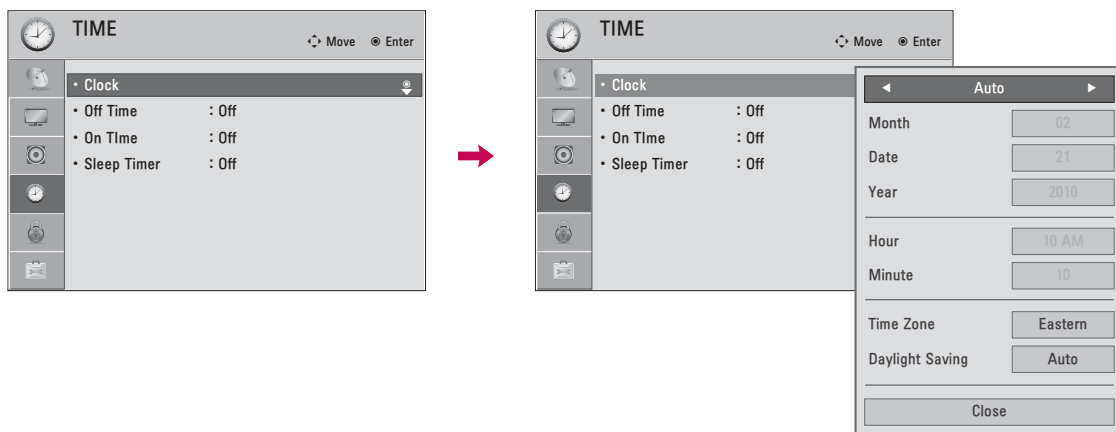 TIME
Move Enter
• Clock
• Off Time : Off
• On TIme : Off
• Sleep Timer : Off
TIME
Move Enter
• Clock
• Off Time : Off
• On TIme : Off
• Sleep Timer : Off
◄ Auto ►
Month 02
Date 21
Year 2010
Hour 10 AM
Minute 10
Time Zone Eastern
Daylight Saving Auto
Close